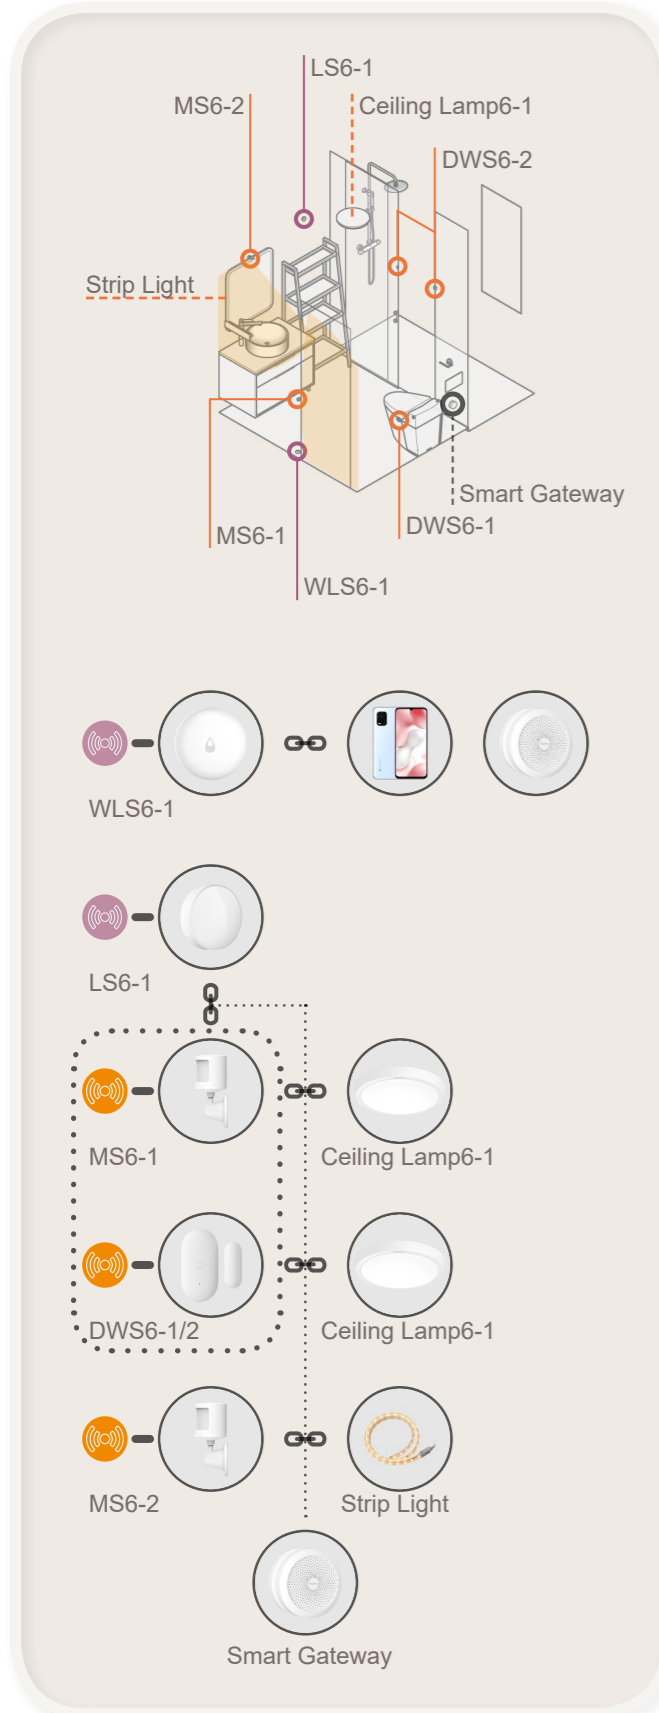 LS6-1
MS6-2
Ceiling Lamp6-1
DWS6-2
Strip Light
Smart Gateway
MS6-1
DWS6-1
WLS6-1
WLS6-1
LS6-1
MS6-1
Ceiling Lamp6-1
DWS6-1/2
Ceiling Lamp6-1
MS6-2
Strip Light
Smart Gateway